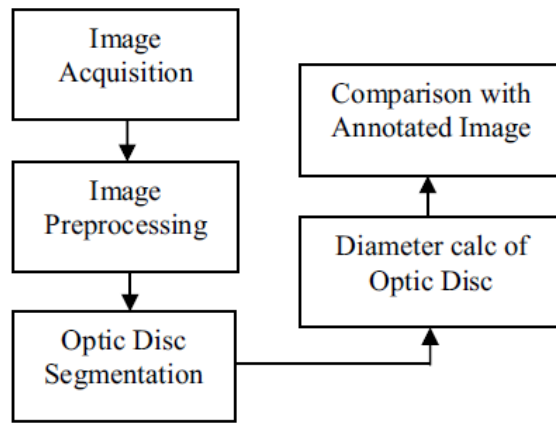 Image
Acquisition
Image
Preprocessing
Optic Disc
Segmentation
Diameter calc of
Optic Disc
Comparison with
Annotated Image